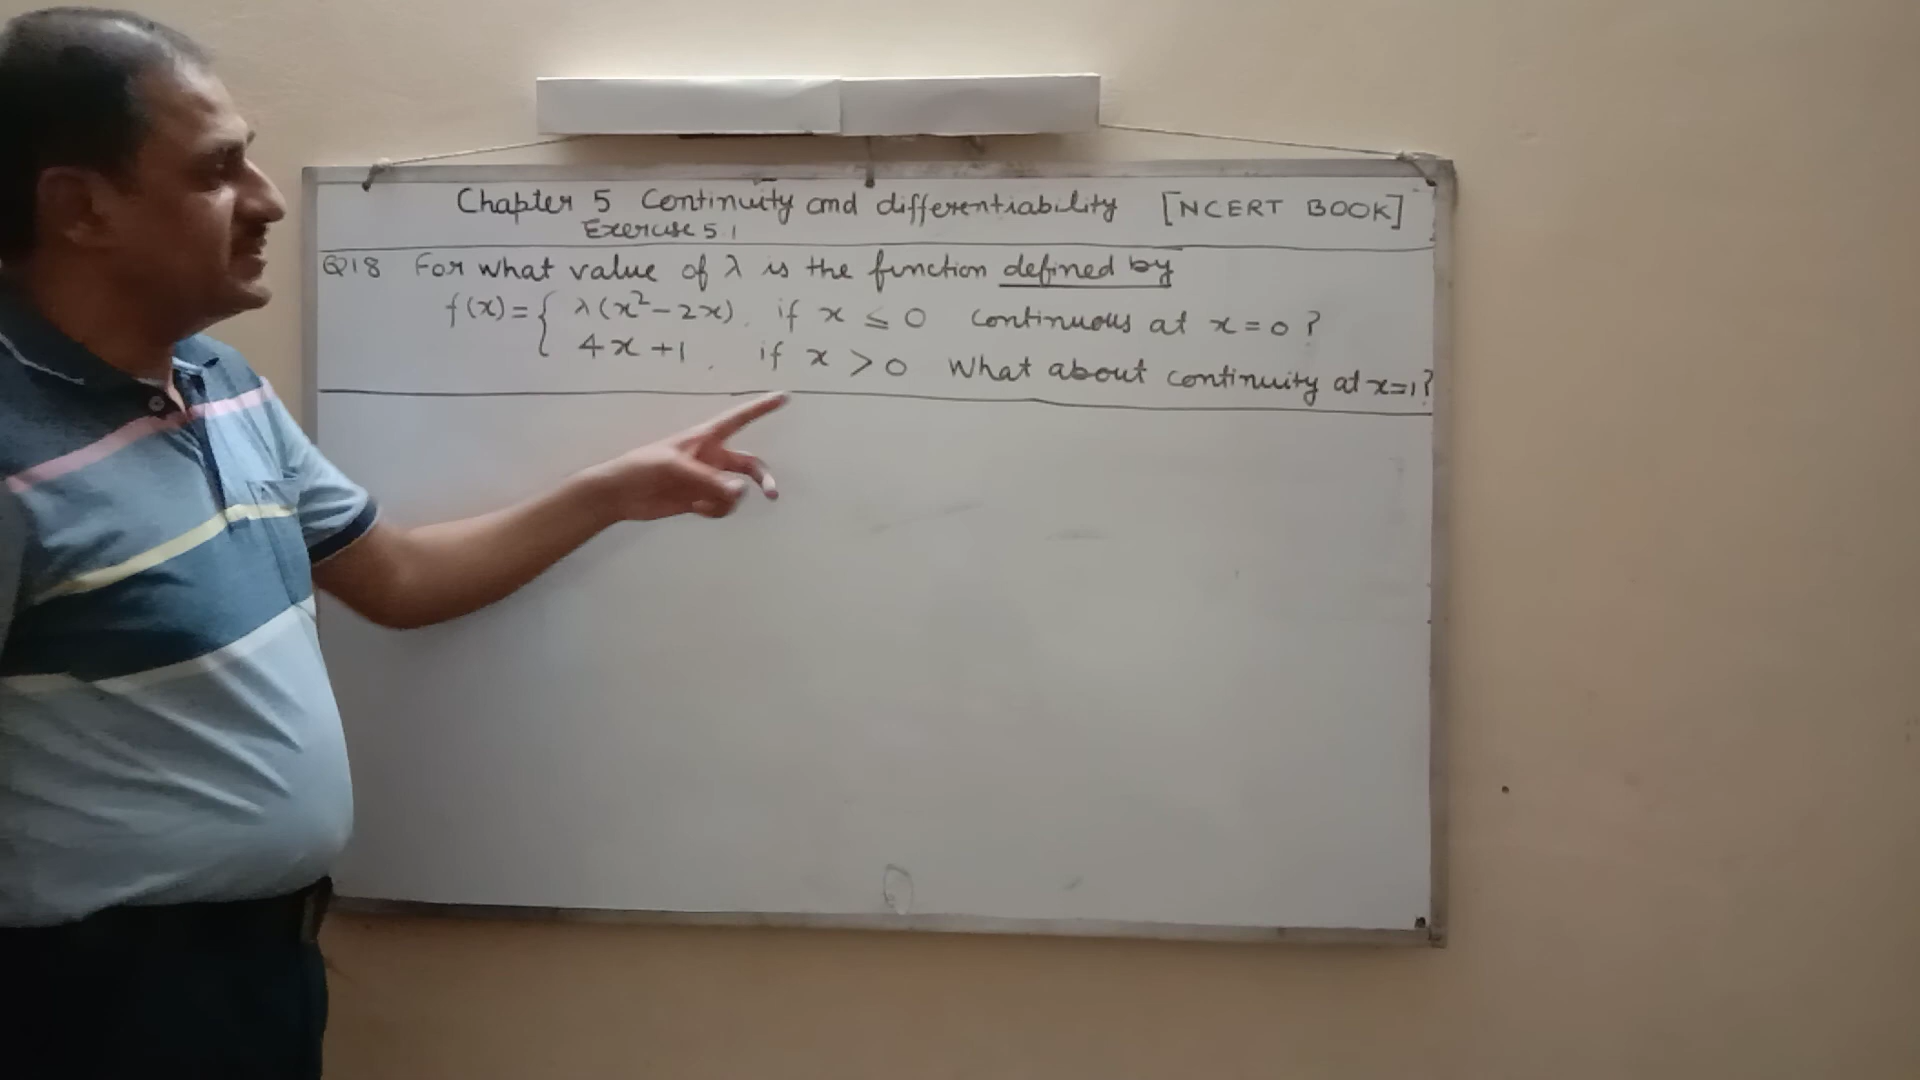 Chapter 5 Continuity and differentiability [NCERT BOOK]
Exercise 5.1
Q18 For what value of λ is the function defined by
f(x) = { λ(x²-2x), if x ≤ 0 continuous at x=0?
4x+1, if x > 0 What about continuity at x=1?